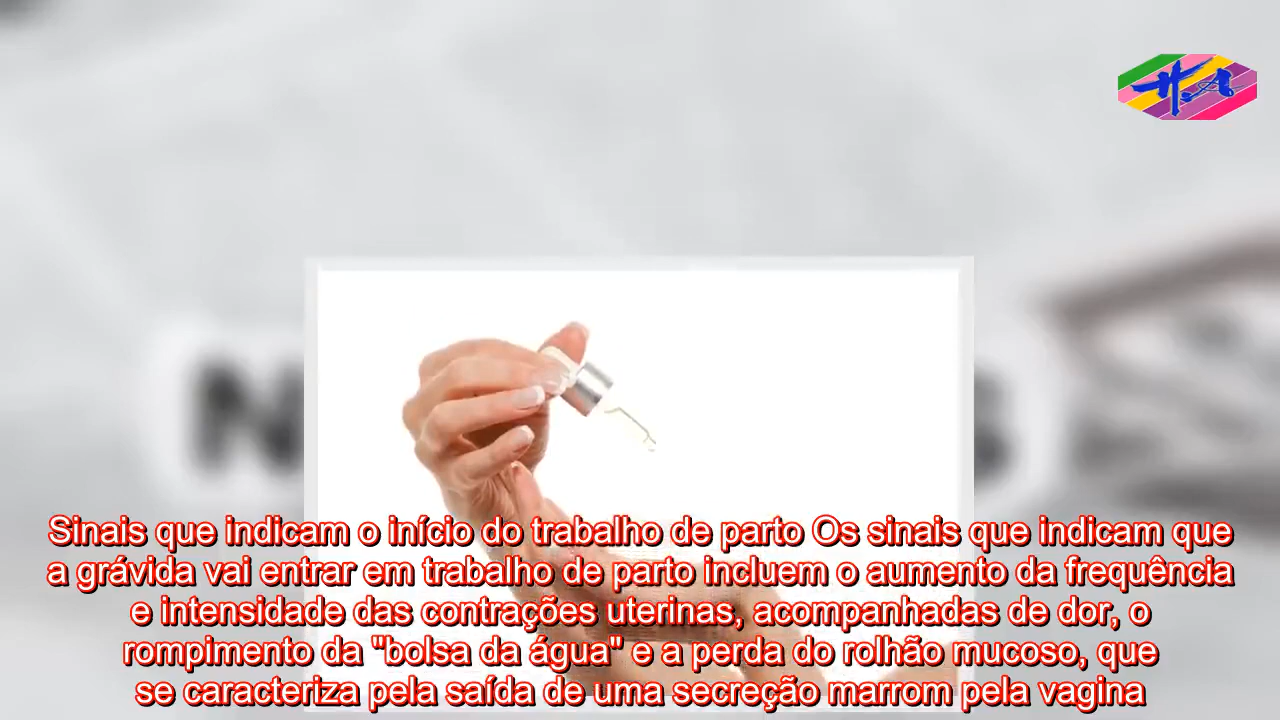 HA
Sinais que indicam o início do trabalho de parto Os sinais que indicam que
a grávida vai entrar em trabalho de parto incluem o aumento da frequência
e intensidade das contrações uterinas, acompanhadas de dor, o
rompimento da "bolsa da água" e a perda do rolhão mucoso, que
se caracteriza pela saída de uma secreção marrom pela vagina